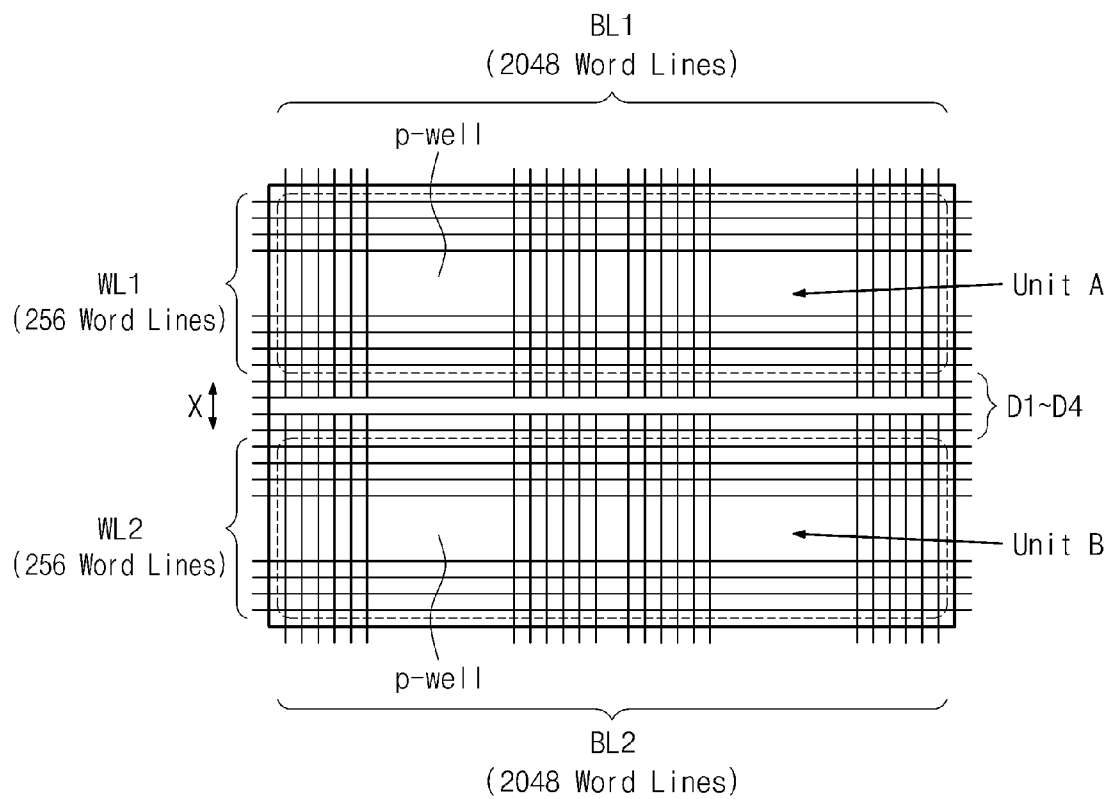 BL1
(2048 Word Lines)
p-well
WL1
(256 Word Lines)
Unit A
X
D1~D4
WL2
(256 Word Lines)
Unit B
p-well
BL2
(2048 Word Lines)